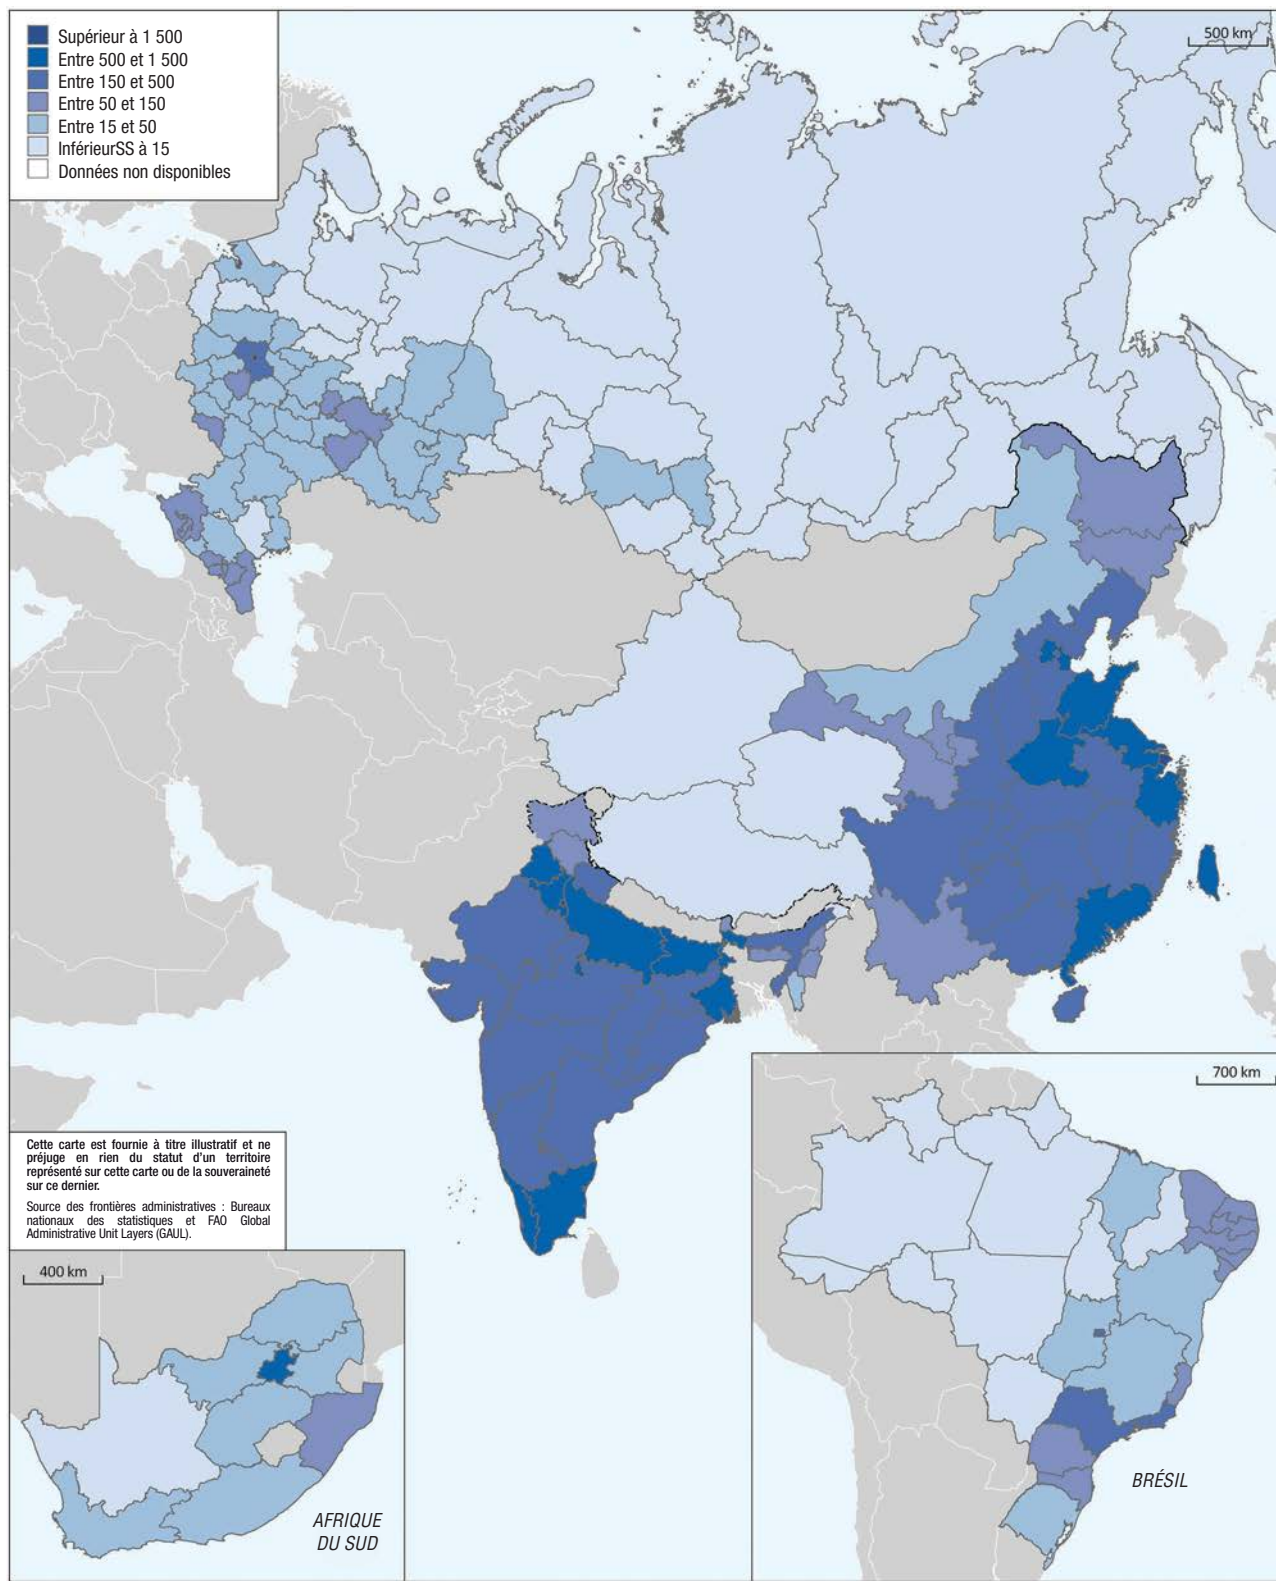 Supérieur à 1 500
Entre 500 et 1 500
Entre 150 et 500
Entre 50 et 150
Entre 15 et 50
InférieurSS à 15
Données non disponibles
500 km
Cette carte est fournie à titre illustratif et ne
préjuge en rien du statut d'un territoire
représenté sur cette carte ou de la souveraineté
sur ce dernier.
Source des frontières administratives : Bureaux
nationaux des statistiques et FAO Global
Administrative Unit Layers (GAUL).
400 km
AFRIQUE
DU SUD
700 km
BRÉSIL